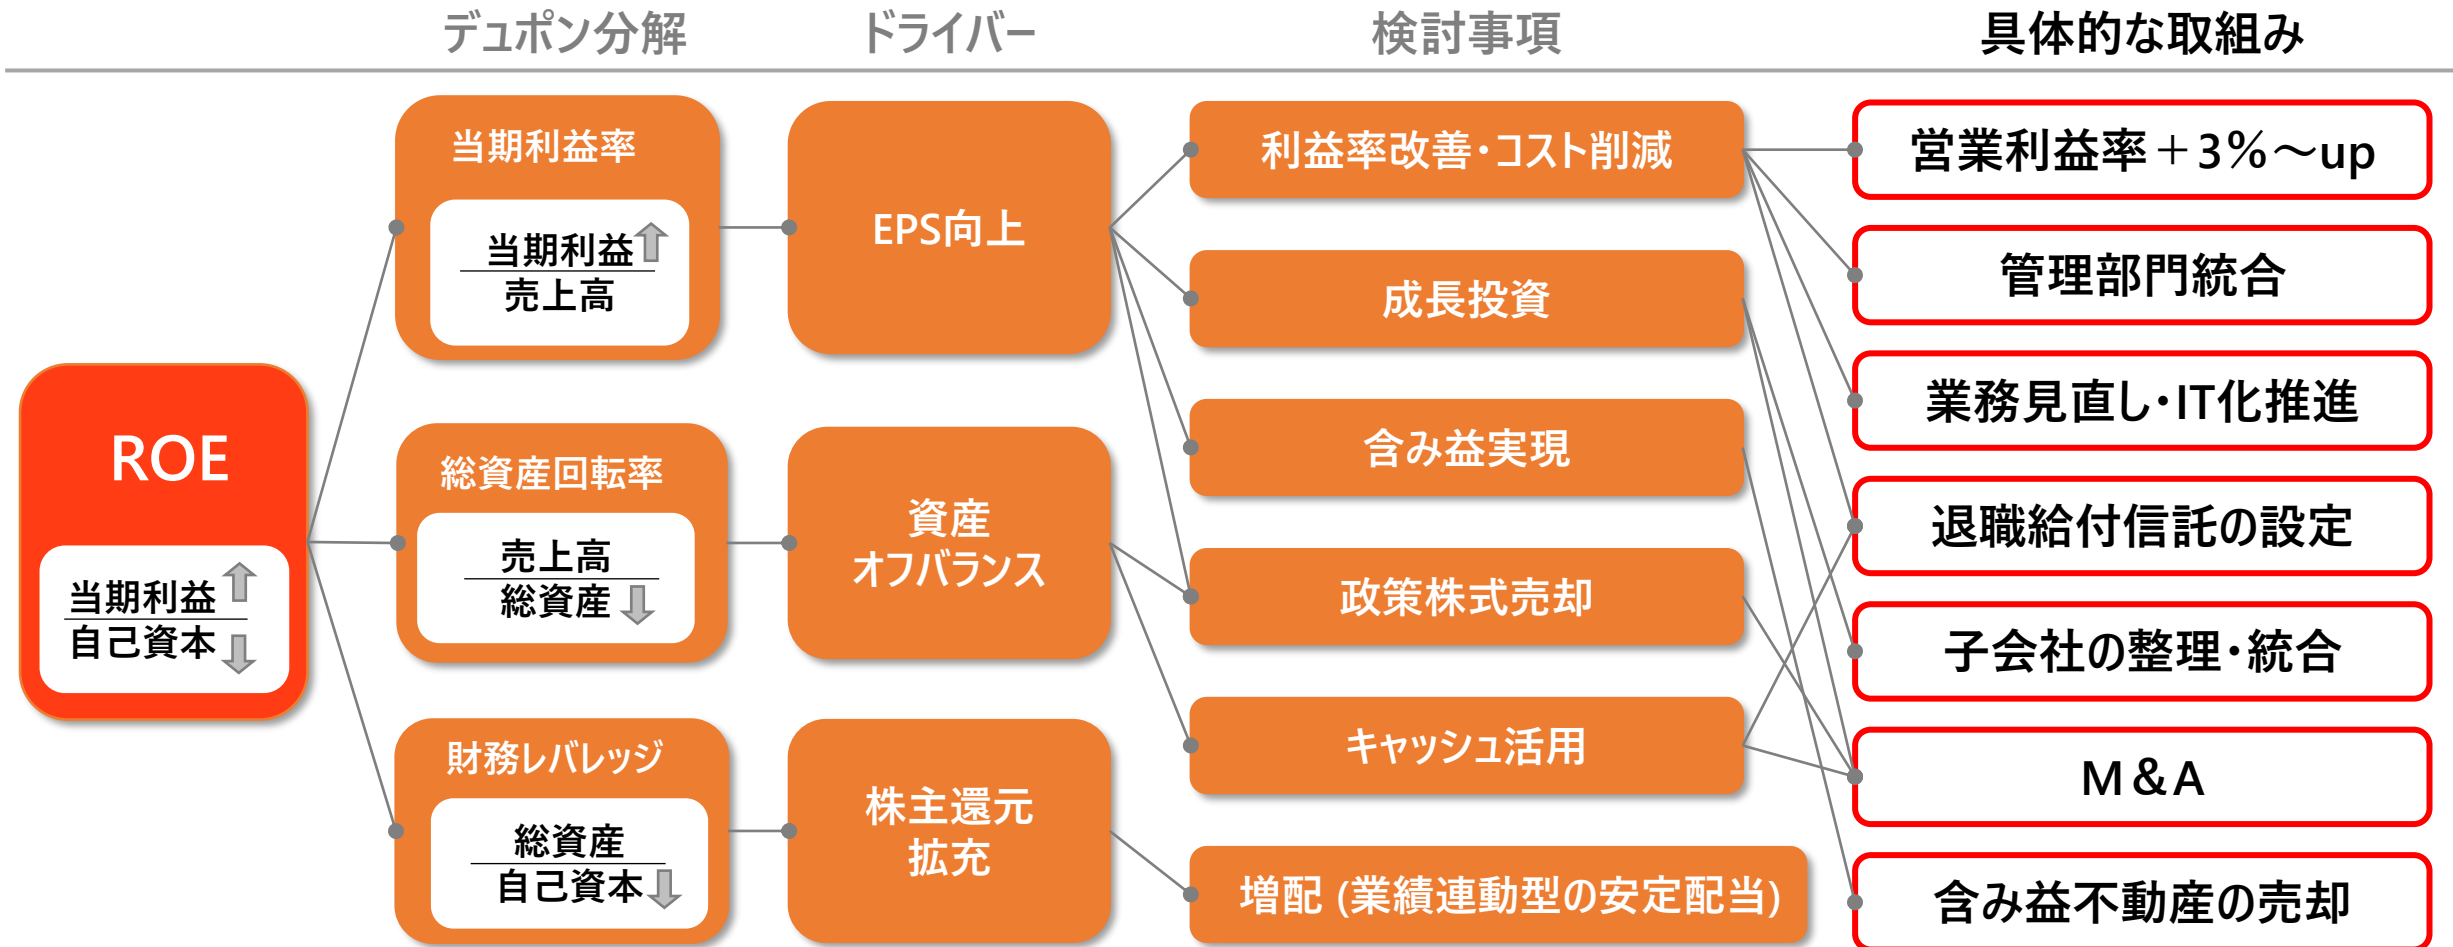 デュポン分解
ドライバー
検討事項
具体的な取組み
ROE
当期利益
自己資本
当期利益率
当期利益
売上高
総資産回転率
売上高
総資産
財務レバレッジ
総資産
自己資本
EPS向上
資産
オフバランス
株主還元
拡充
利益率改善・コスト削減
成長投資
含み益実現
政策株式売却
キャッシュ活用
増配 (業績連動型の安定配当)
営業利益率＋3％～up
管理部門統合
業務見直し・IT化推進
退職給付信託の設定
子会社の整理・統合
M＆A
含み益不動産の売却